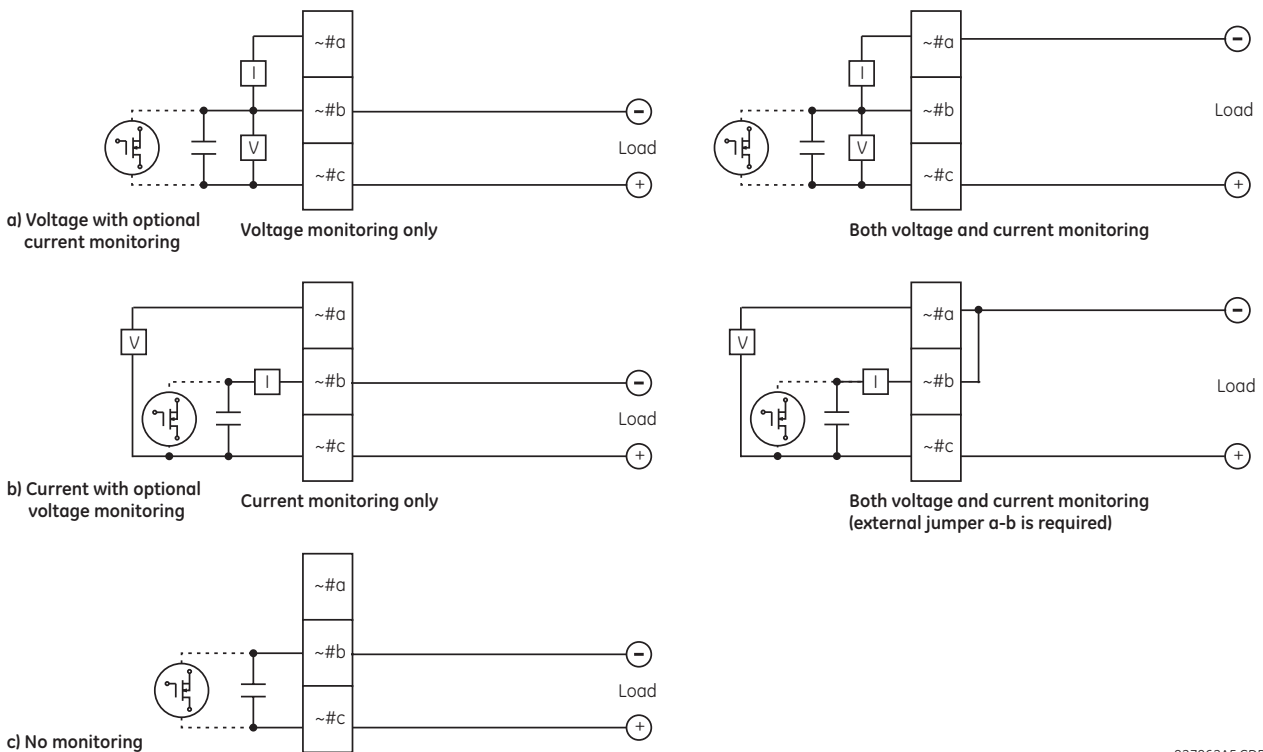 ~#a
I
~#b
−
V
Load
~#c
+
a) Voltage with optional
current monitoring
Voltage monitoring only
~#a
−
I
~#b
Load
V
~#c
+
Both voltage and current monitoring
~#a
V
I
~#b
−
Load
~#c
+
b) Current with optional
voltage monitoring
Current monitoring only
~#a
−
V
I
~#b
Load
~#c
+
Both voltage and current monitoring
(external jumper a-b is required)
~#a
~#b
−
Load
~#c
+
c) No monitoring